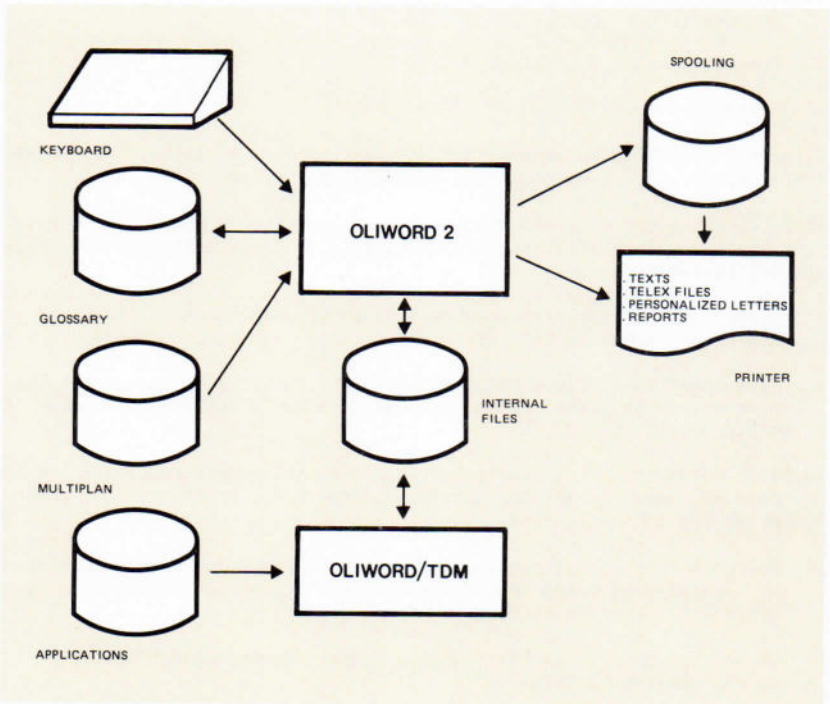 KEYBOARD
GLOSSARY
MULTIPLAN
APPLICATIONS
OLIWORD 2
INTERNAL
FILES
OLIWORD/TDM
SPOOLING
. TEXTS
. TELEX FILES
. PERSONALIZED LETTERS
. REPORTS
PRINTER